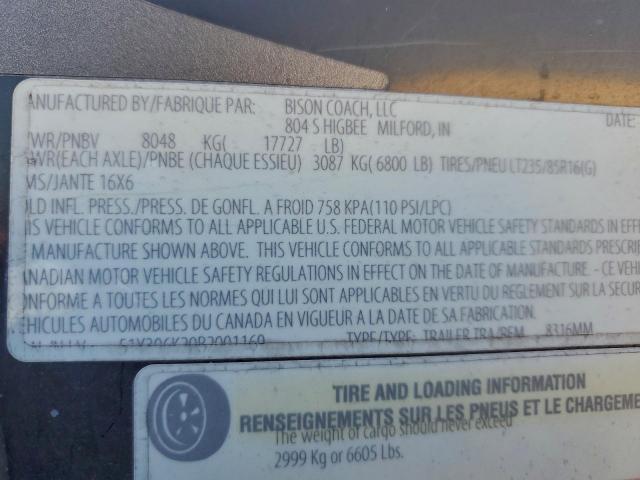 ANUFACTURED BY/FABRIQUE PAR: BISON COACH, LLC DATE:
804 S HIGBEE MILFORD, IN
WR/PNBV 8048 KG( 17727 LB)
WR(EACH AXLE)/PNBE (CHAQUE ESSIEU) 3087 KG( 6800 LB) TIRES/PNEU LT235/85R16(G)
MS/JANTE 16X6
LD INFL. PRESS./PRESS. DE GONFL. A FROID 758 KPA(110 PSI/LPC)
IS VEHICLE CONFORMS TO ALL APPLICABLE U.S. FEDERAL MOTOR VEHICLE SAFETY STANDARDS IN EFFE
MANUFACTURE SHOWN ABOVE. THIS VEHICLE CONFORMS TO ALL APPLICABLE STANDARDS PRESCRIB
ANADIAN MOTOR VEHICLE SAFETY REGULATIONS IN EFFECT ON THE DATE OF MANUFACTURE. - CE VEHI
ONFORME A TOUTES LES NORMES QUI LUI SONT APPLICABLES EN VERTU DU REGLEMENT SUR LA SECUR
EHICULES AUTOMOBILES DU CANADA EN VIGUEUR A LA DATE DE SA FABRICATION.
TYPE/TYPE: TRAILER TRA/REM 8316MM
TIRE AND LOADING INFORMATION
RENSEIGNEMENTS SUR LES PNEUS ET LE CHARGEME
The weight of cargo should never exceed
2999 Kg or 6605 Lbs.